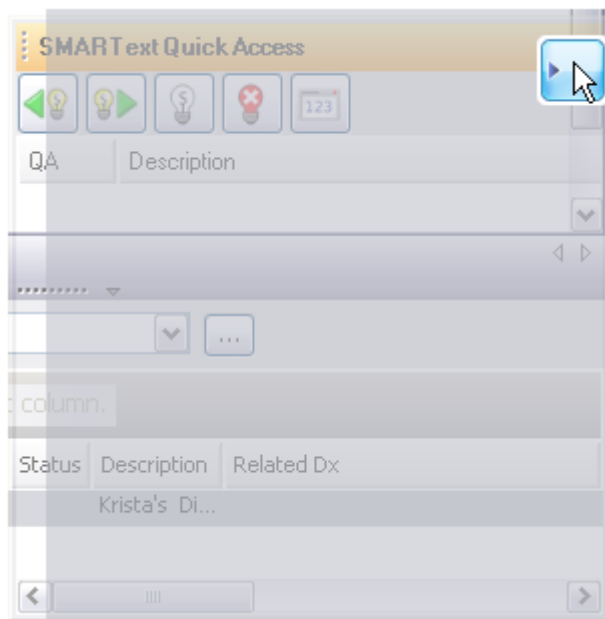 SMARText Quick Access
123
QA Description
...
column.
Status Description Related Dx
Krista's Di...